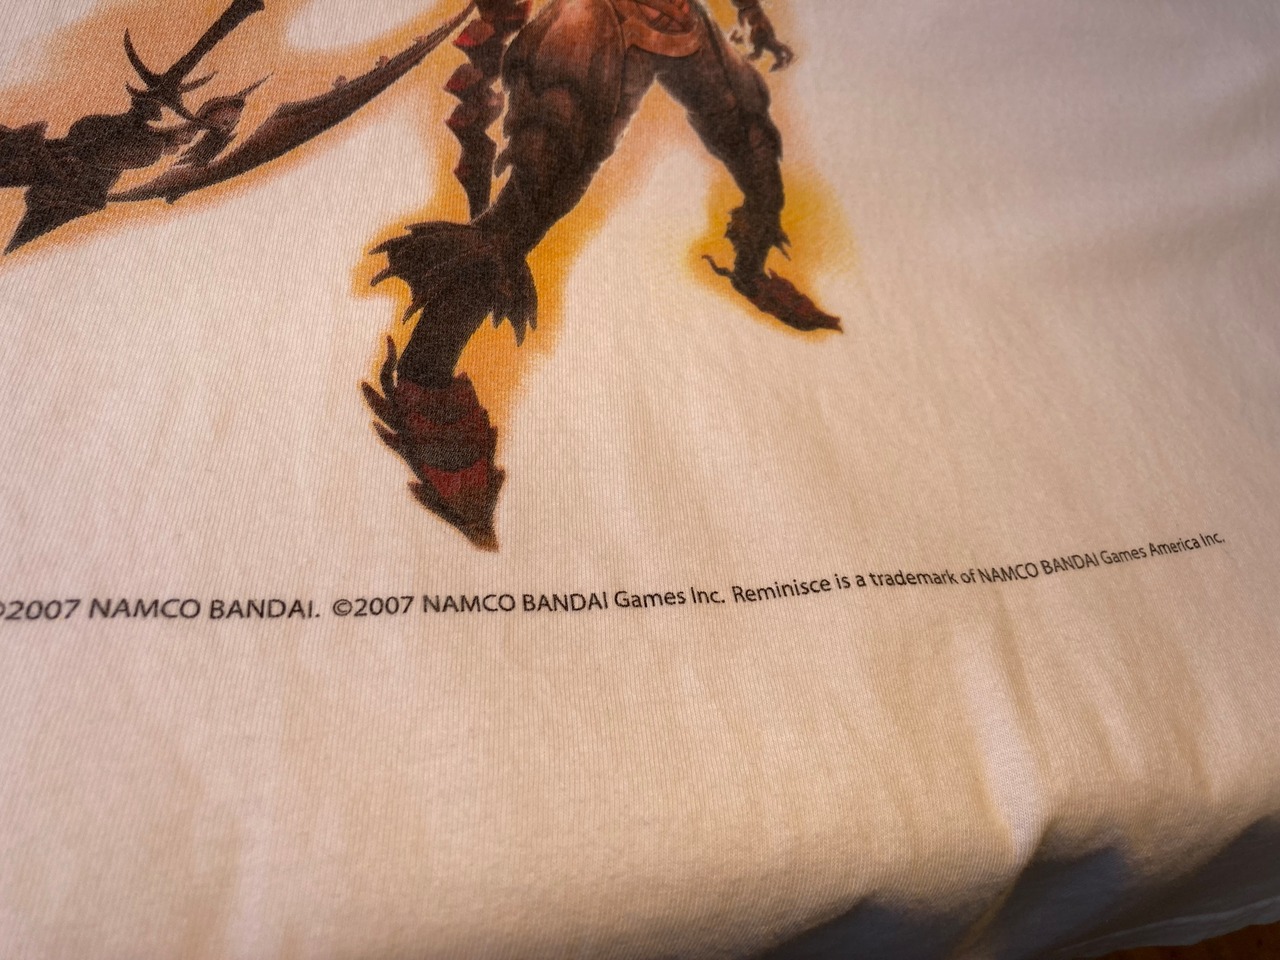 ©2007 NAMCO BANDAI. ©2007 NAMCO BANDAI Games Inc. Reminisce is a trademark of NAMCO BANDAI Games America Inc.